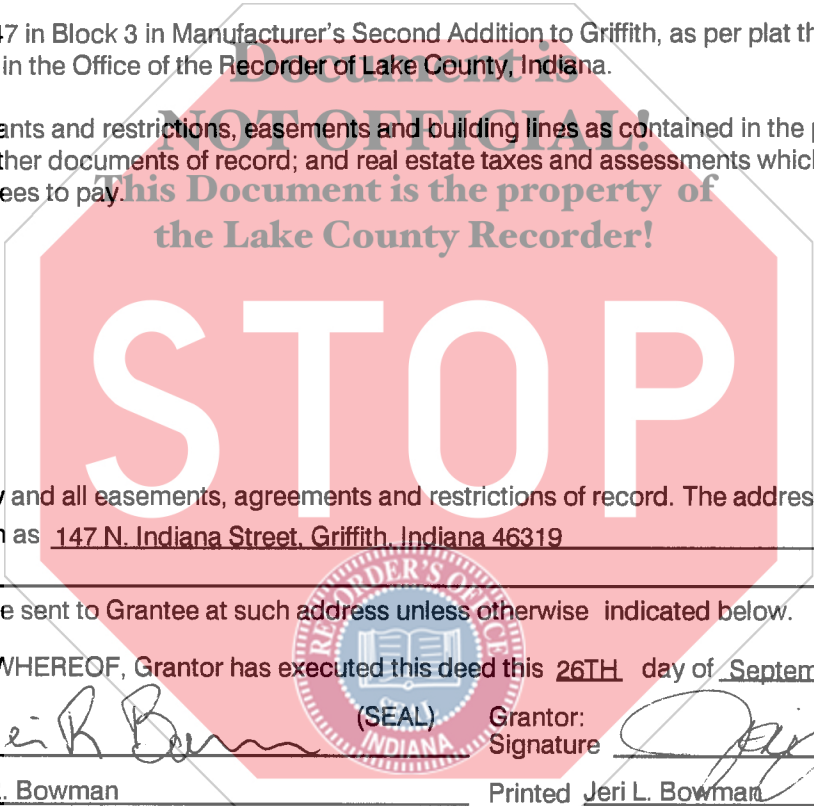 47 in Block 3 in Manufacturer's Second Addition to Griffith, as per plat th
in the Office of the Recorder of Lake County, Indiana.
Document is
NOT OFFICIAL!
ants and restrictions, easements and building lines as contained in the p
ther documents of record; and real estate taxes and assessments which
ees to pay.
This Document is the property of
the Lake County Recorder!
STOP
y and all easements, agreements and restrictions of record. The addres
n as 147 N. Indiana Street, Griffith, Indiana 46319
RECORDER'S OFFICE
e sent to Grantee at such address unless otherwise indicated below.
WHEREOF, Grantor has executed this deed this 26TH day of Septem
SEAL
INDIANA
(SEAL) Grantor:
Signature
. Bowman Printed Jeri L. Bowman